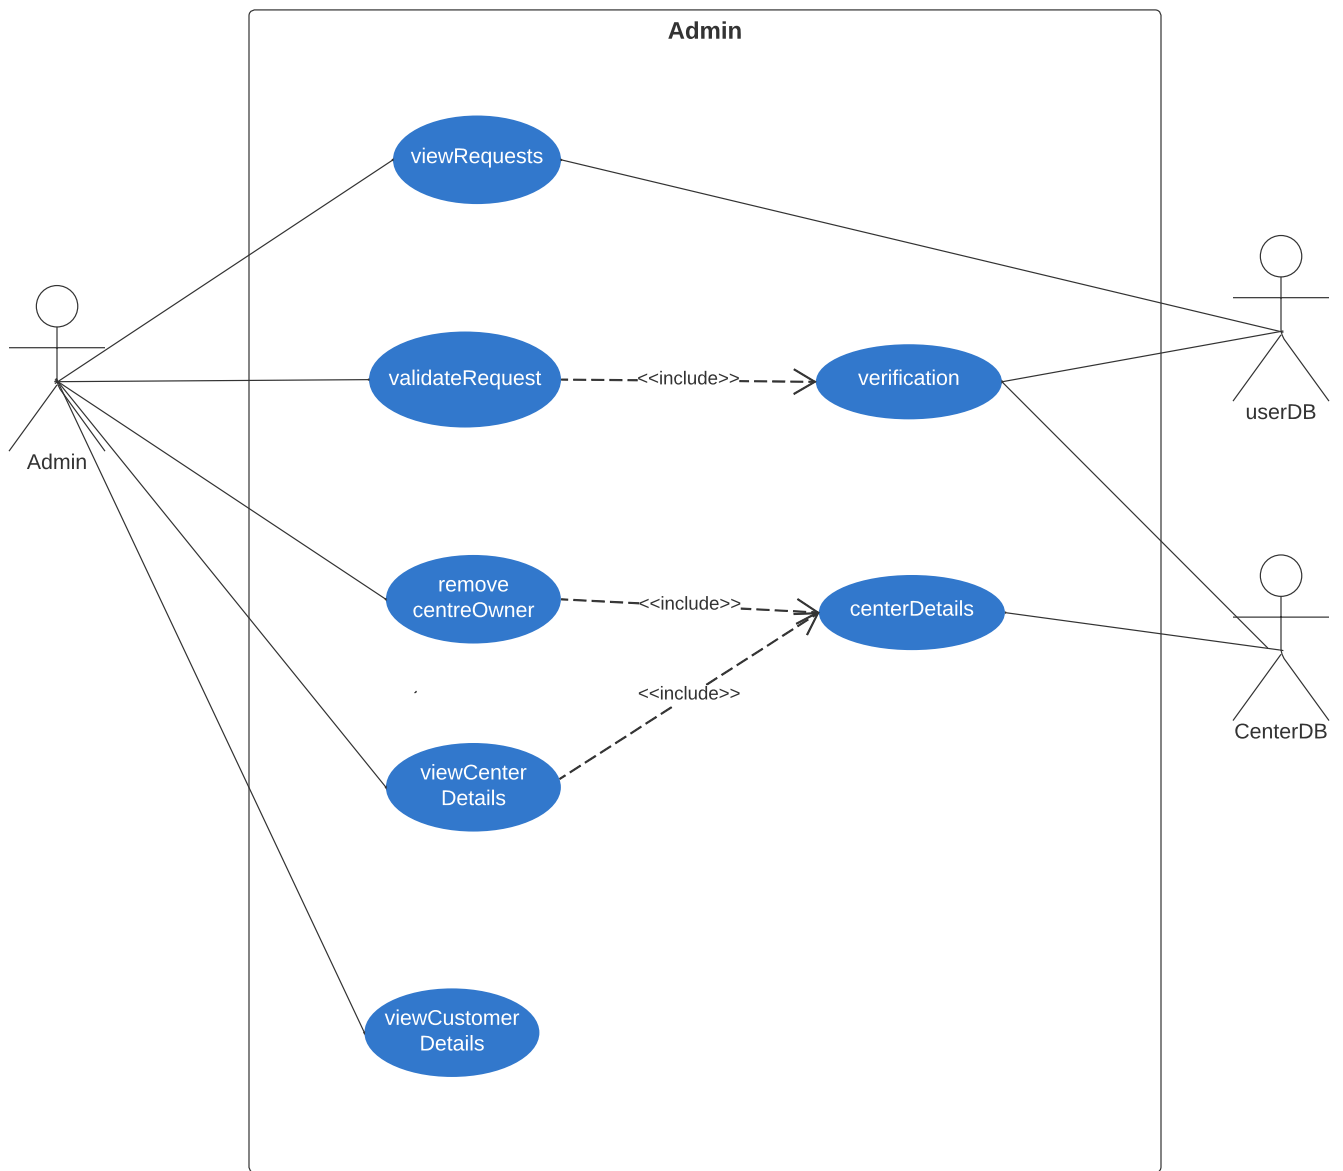 Admin
viewRequests
validateRequest
<<include>>
verification
userDB
Admin
remove
centreOwner
<<include>>
centerDetails
<<include>>
CenterDB
viewCenter
Details
viewCustomer
Details